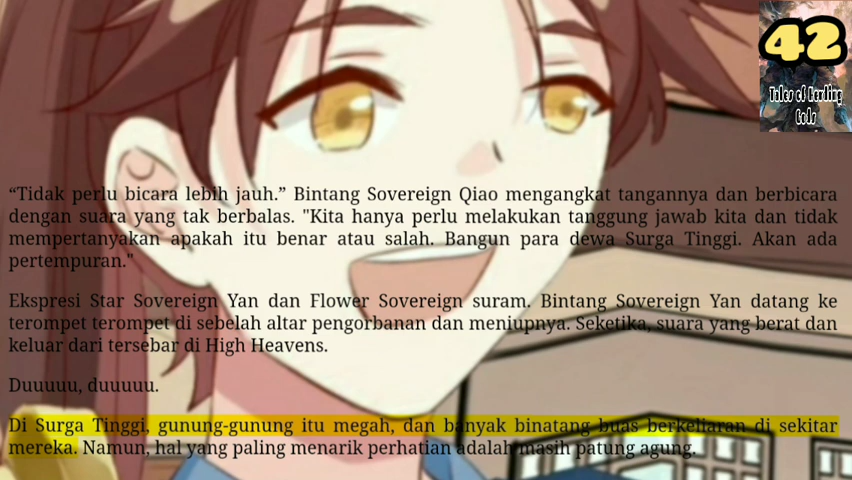 42
Tales of Herding
Gods
“Tidak perlu bicara lebih jauh.” Bintang Sovereign Qiao mengangkat tangannya dan berbicara
dengan suara yang tak berbalas. "Kita hanya perlu melakukan tanggung jawab kita dan tidak
mempertanyakan apakah itu benar atau salah. Bangun para dewa Surga Tinggi. Akan ada
pertempuran."
Ekspresi Star Sovereign Yan dan Flower Sovereign suram. Bintang Sovereign Yan datang ke
terompet terompet di sebelah altar pengorbanan dan meniupnya. Seketika, suara yang berat dan
keluar dari tersebar di High Heavens.
Duuuuu, duuuuu.
Di Surga Tinggi, gunung-gunung itu megah, dan banyak binatang buas berkeliaran di sekitar
mereka. Namun, hal yang paling menarik perhatian adalah masih patung agung.